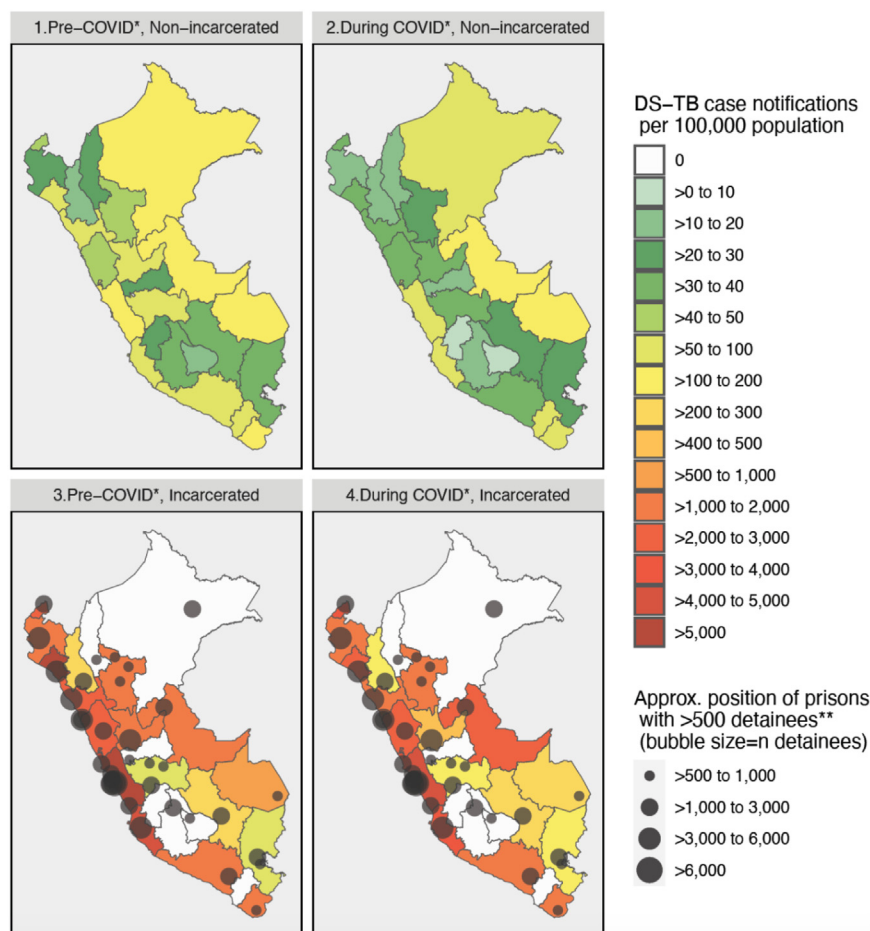 1.Pre−COVID*, Non−incarcerated
2.During COVID*, Non−incarcerated
3.Pre−COVID*, Incarcerated
4.During COVID*, Incarcerated
DS−TB case notifications
per 100,000 population
0
>0 to 10
>10 to 20
>20 to 30
>30 to 40
>40 to 50
>50 to 100
>100 to 200
>200 to 300
>400 to 500
>500 to 1,000
>1,000 to 2,000
>2,000 to 3,000
>3,000 to 4,000
>4,000 to 5,000
>5,000
Approx. position of prisons
with >500 detainees**
(bubble size=n detainees)
>500 to 1,000
>1,000 to 3,000
>3,000 to 6,000
>6,000